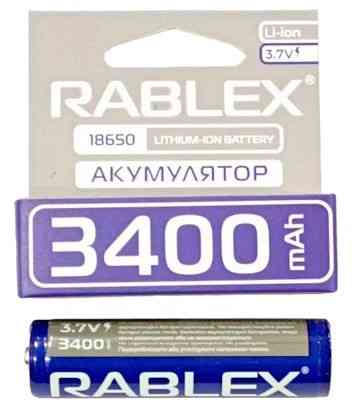 Li-ion
3.7V
RABLEX®
18650 LITHIUM-ION BATTERY
АКУМУЛЯТОР
3400 mAh
3.7V
3400
RABLEX